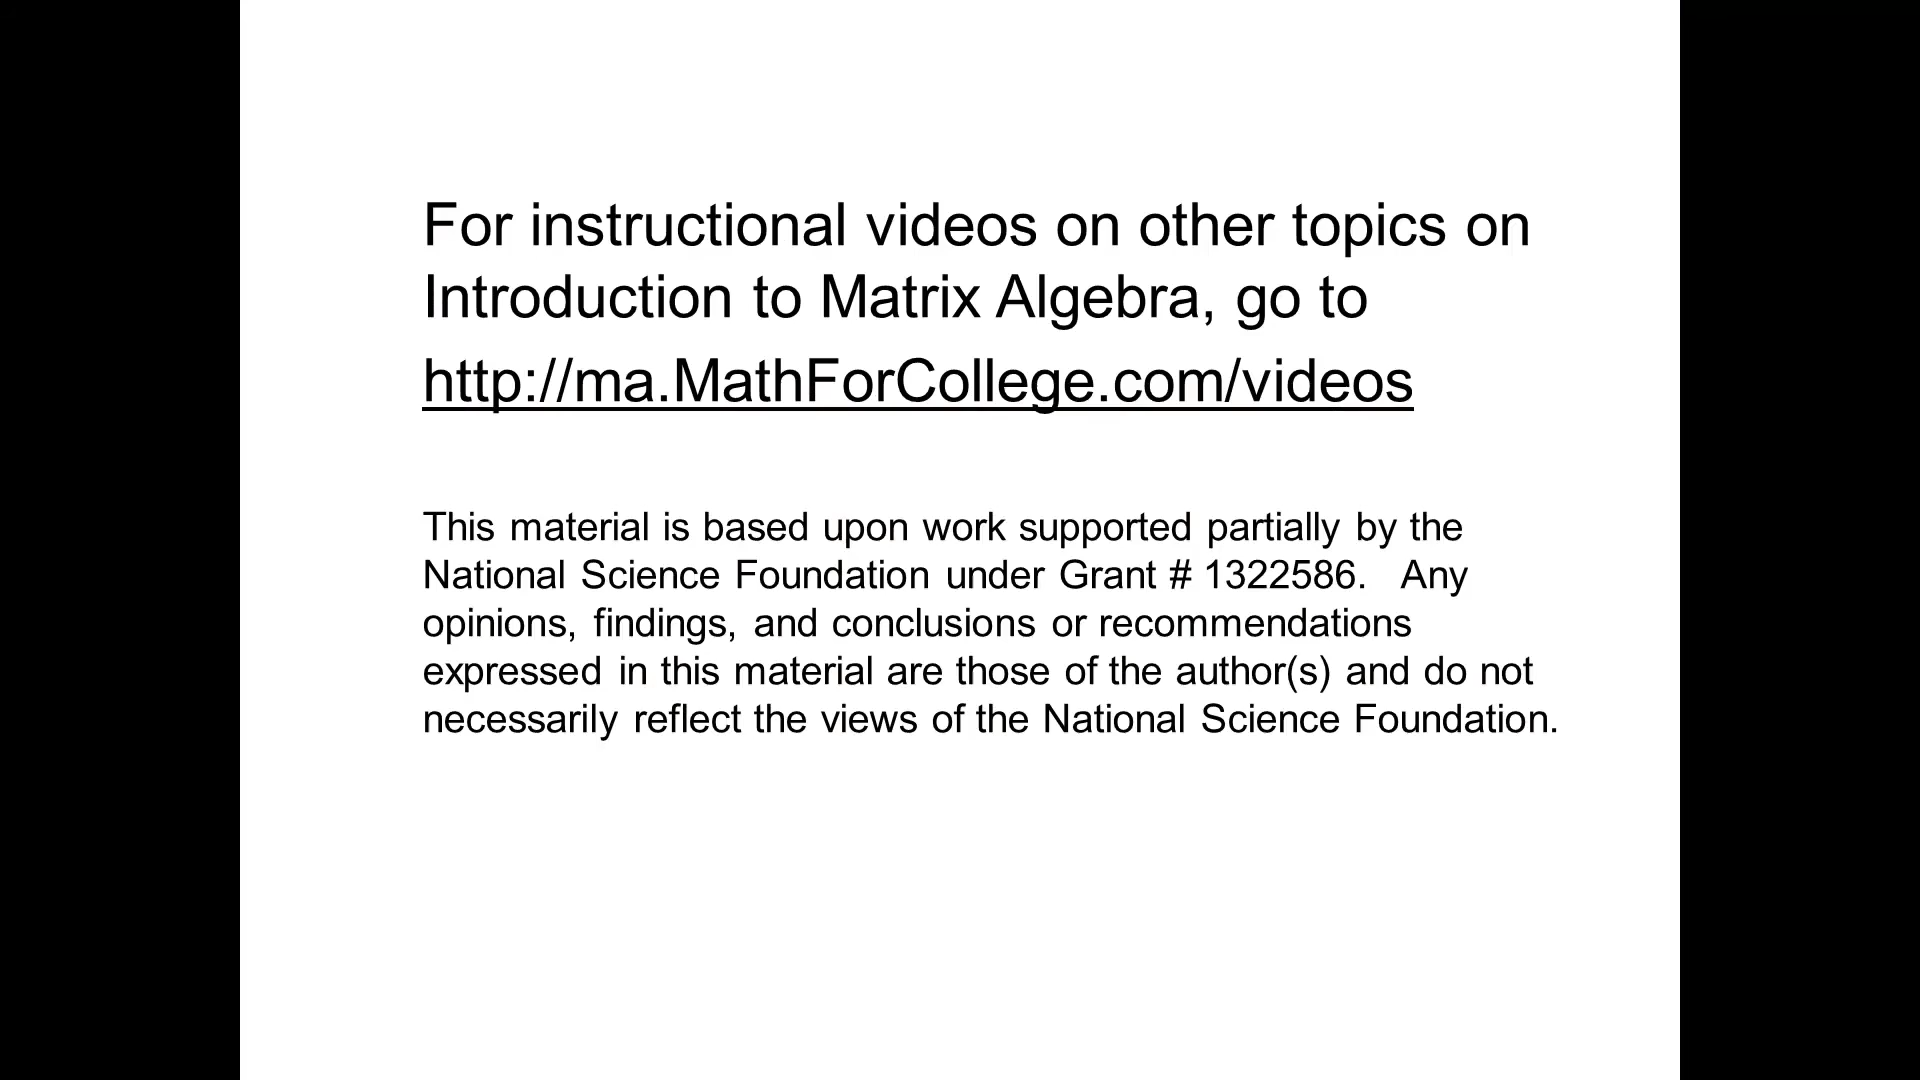 For instructional videos on other topics on
Introduction to Matrix Algebra, go to
http://ma.MathForCollege.com/videos
This material is based upon work supported partially by the
National Science Foundation under Grant # 1322586.   Any
opinions, findings, and conclusions or recommendations
expressed in this material are those of the author(s) and do not
necessarily reflect the views of the National Science Foundation.